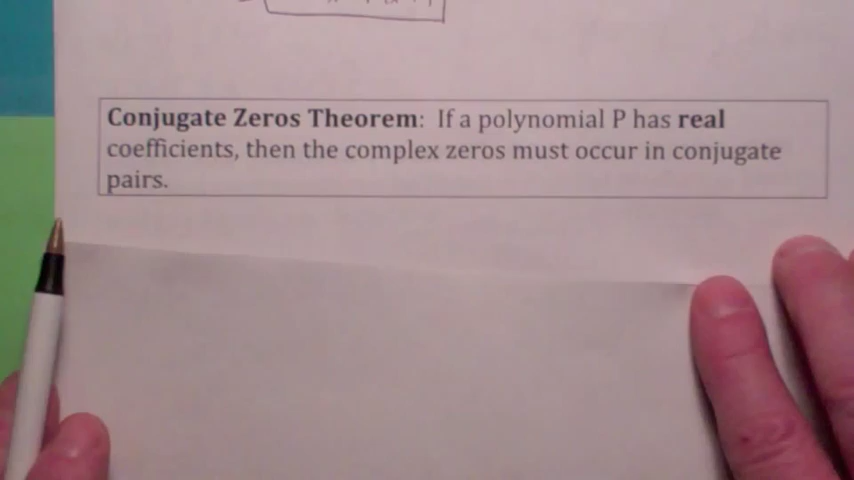 Conjugate Zeros Theorem: If a polynomial P has real
coefficients, then the complex zeros must occur in conjugate
pairs.